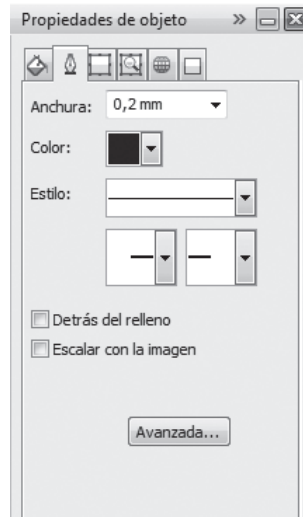 Propiedades de objeto
Anchura: 0,2 mm
Color:
Estilo:
Detrás del relleno
Escalar con la imagen
Avanzada...